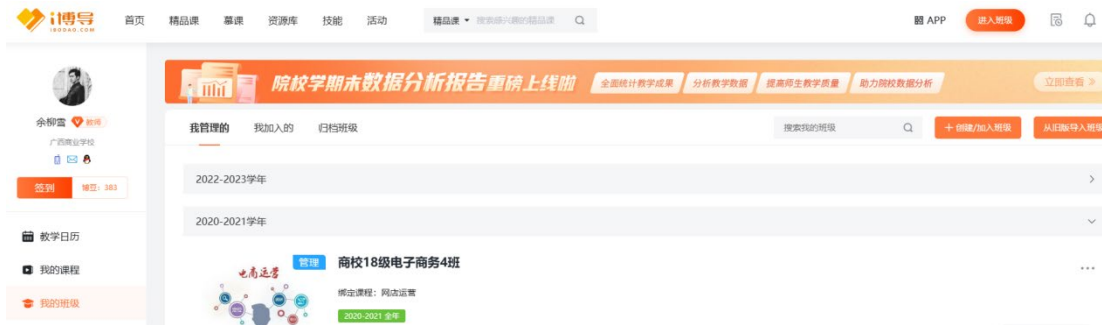 i博导
IBODAO.COM
首页 精品课 慕课 资源库 技能 活动
精品课 搜索感兴趣的精品课
APP 进入班级
院校学期末数据分析报告重磅上线啦
全面统计教学成果 分析教学数据 提高师生教学质量 助力院校数据分析
立即查看
余柳雪 教师
广西商业学校
签到 博豆: 383
教学日历
我的课程
我的班级
我管理的 我加入的 归档班级
搜索我的班级
+ 创建/加入班级 从旧版导入班级
2022-2023学年
2020-2021学年
电商运营
管理 商校18级电子商务4班
绑定课程：网店运营
2020-2021 全年